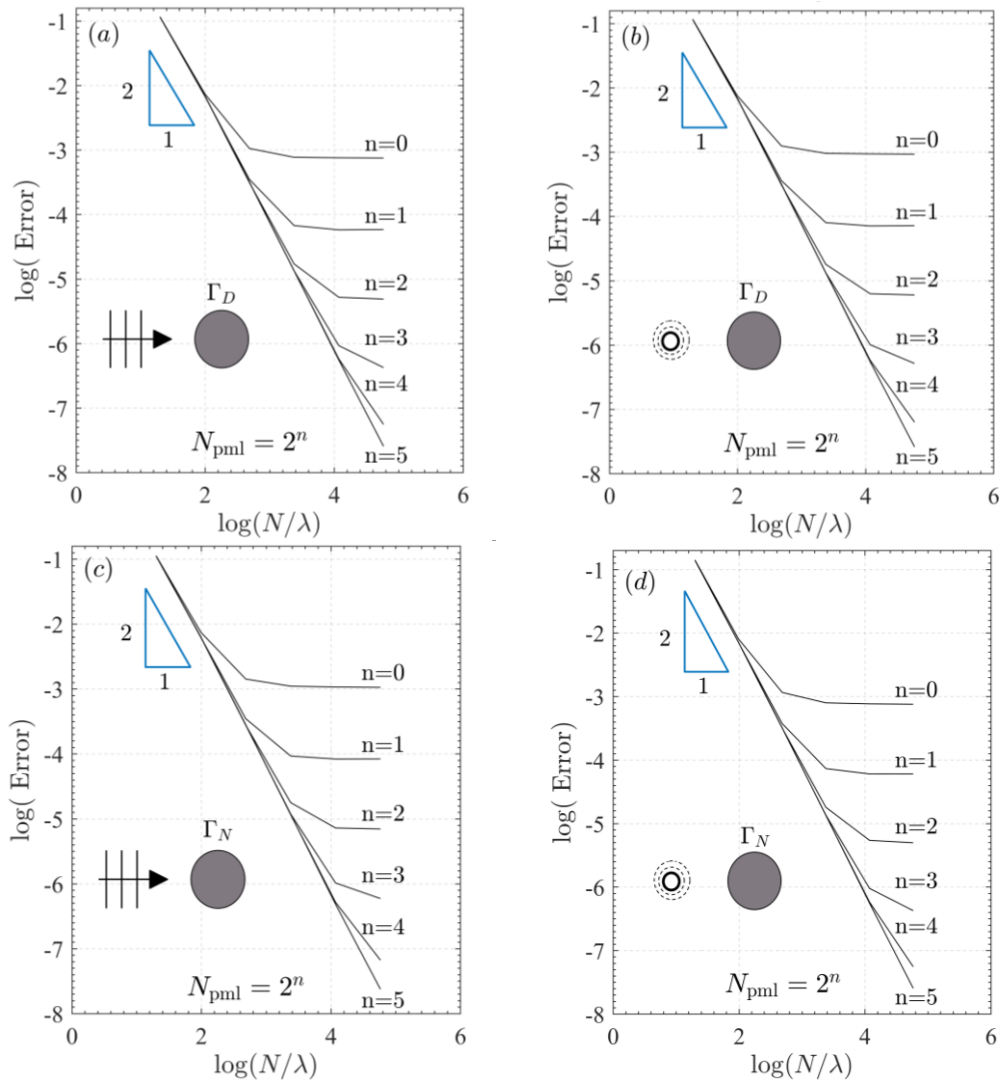 (a)
log( Error)
-1
-2
-3
-4
-5
-6
-7
-8
2
1
n=0
n=1
n=2
n=3
n=4
n=5
Γ_D
N_pml = 2^n
0 2 4 6
log(N/λ)
(b)
log( Error)
-1
-2
-3
-4
-5
-6
-7
-8
2
1
n=0
n=1
n=2
n=3
n=4
n=5
Γ_D
N_pml = 2^n
0 2 4 6
log(N/λ)
(c)
log( Error)
-1
-2
-3
-4
-5
-6
-7
-8
2
1
n=0
n=1
n=2
n=3
n=4
n=5
Γ_N
N_pml = 2^n
0 2 4 6
log(N/λ)
(d)
log( Error)
-1
-2
-3
-4
-5
-6
-7
-8
2
1
n=0
n=1
n=2
n=3
n=4
n=5
Γ_N
N_pml = 2^n
0 2 4 6
log(N/λ)